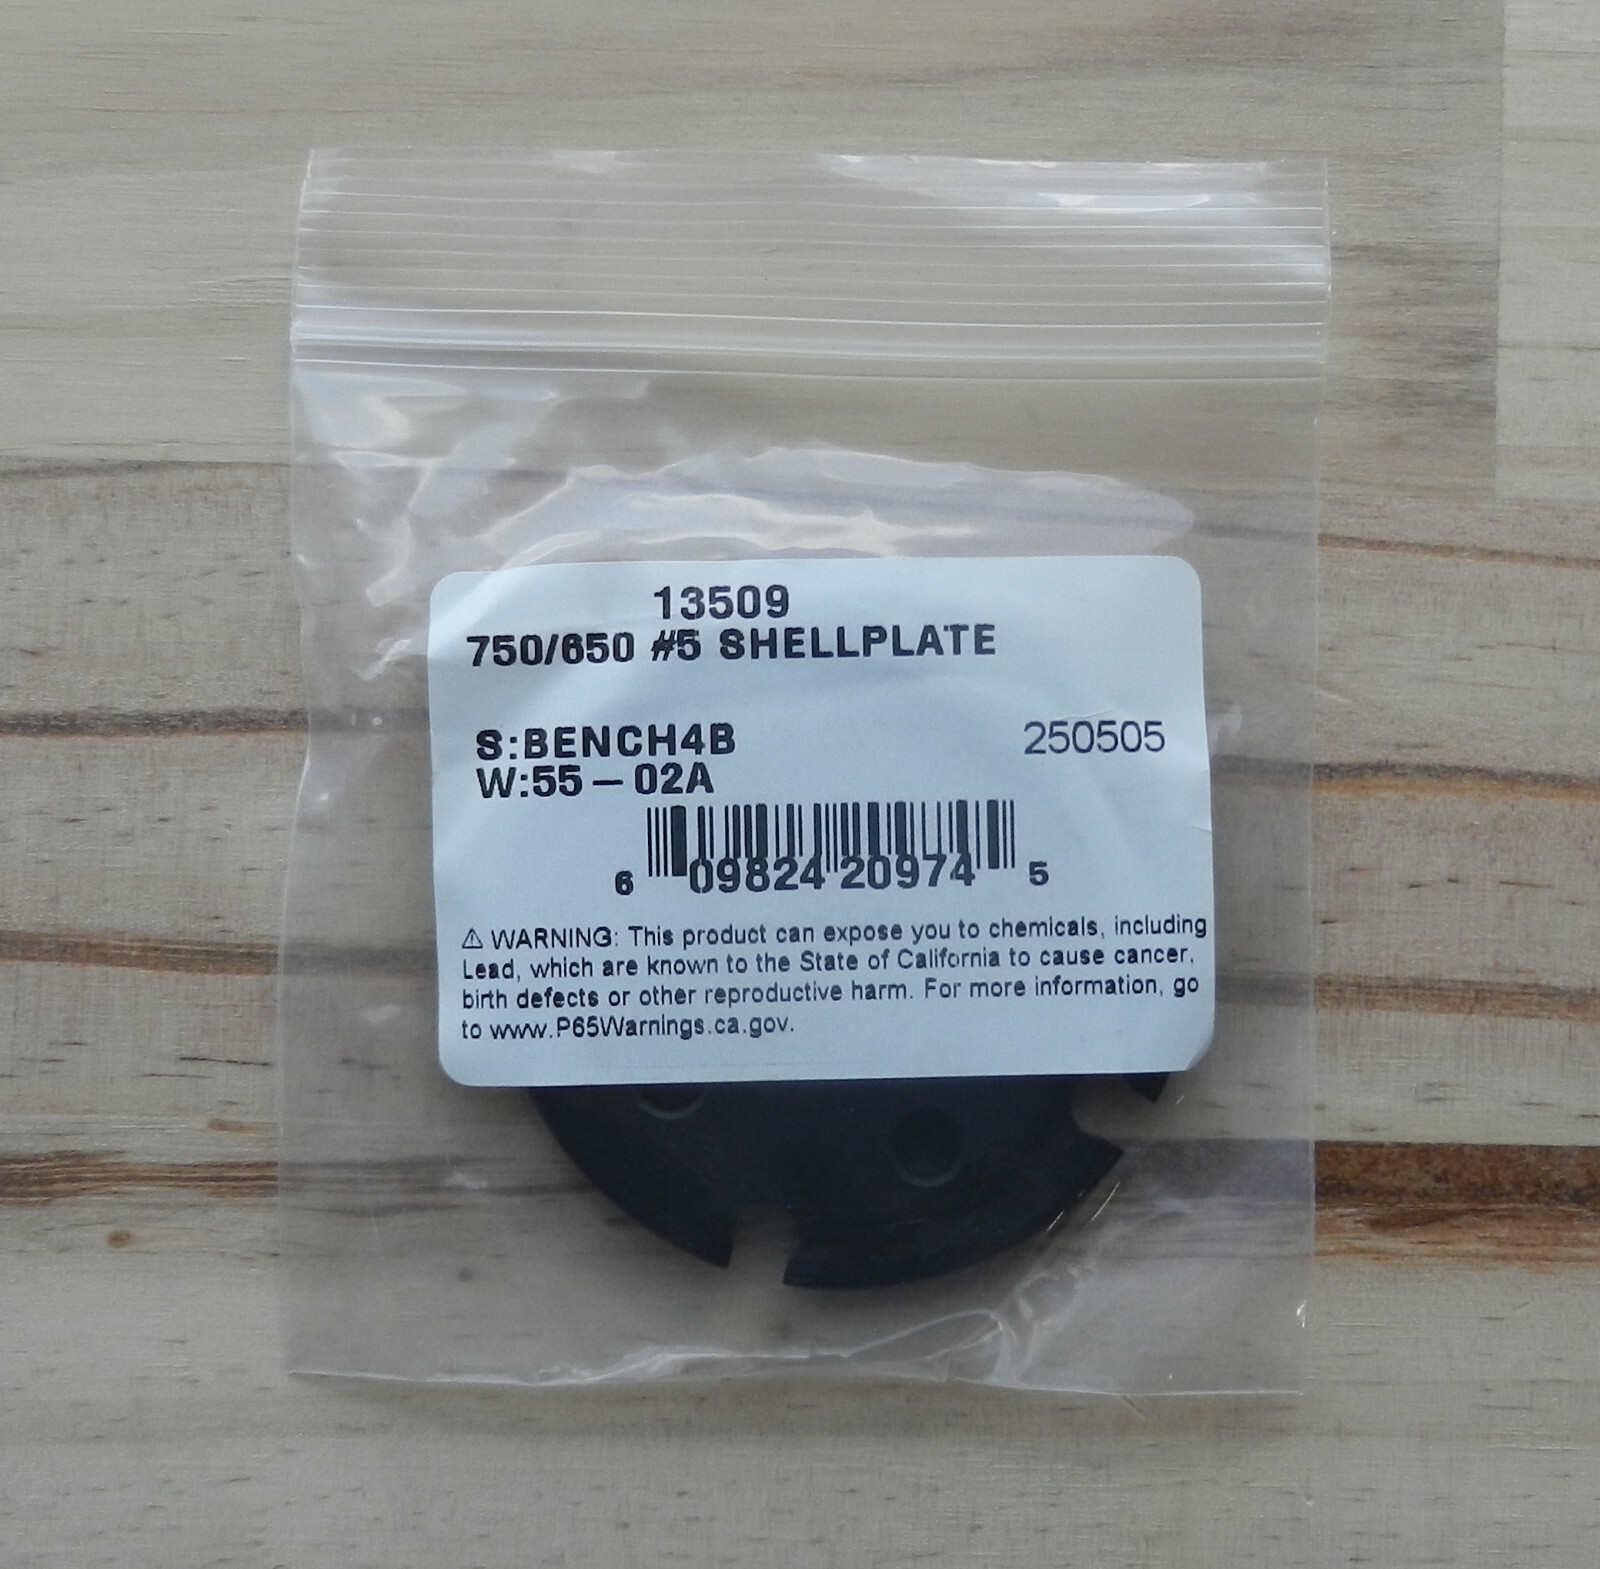 13509
750/650 #5 SHELLPLATE
S:BENCH4B 250505
W:55-02A
6 09824 20974 5
⚠ WARNING: This product can expose you to chemicals, including
Lead, which are known to the State of California to cause cancer,
birth defects or other reproductive harm. For more information, go
to www.P65Warnings.ca.gov.